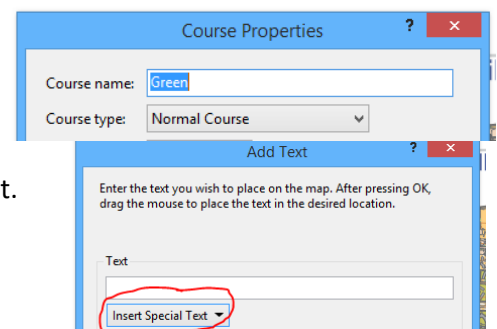 Course Properties ? ×
Course name: Green
Course type: Normal Course
Add Text ? ×
t.
Enter the text you wish to place on the map. After pressing OK,
drag the mouse to place the text in the desired location.
Text
Insert Special Text